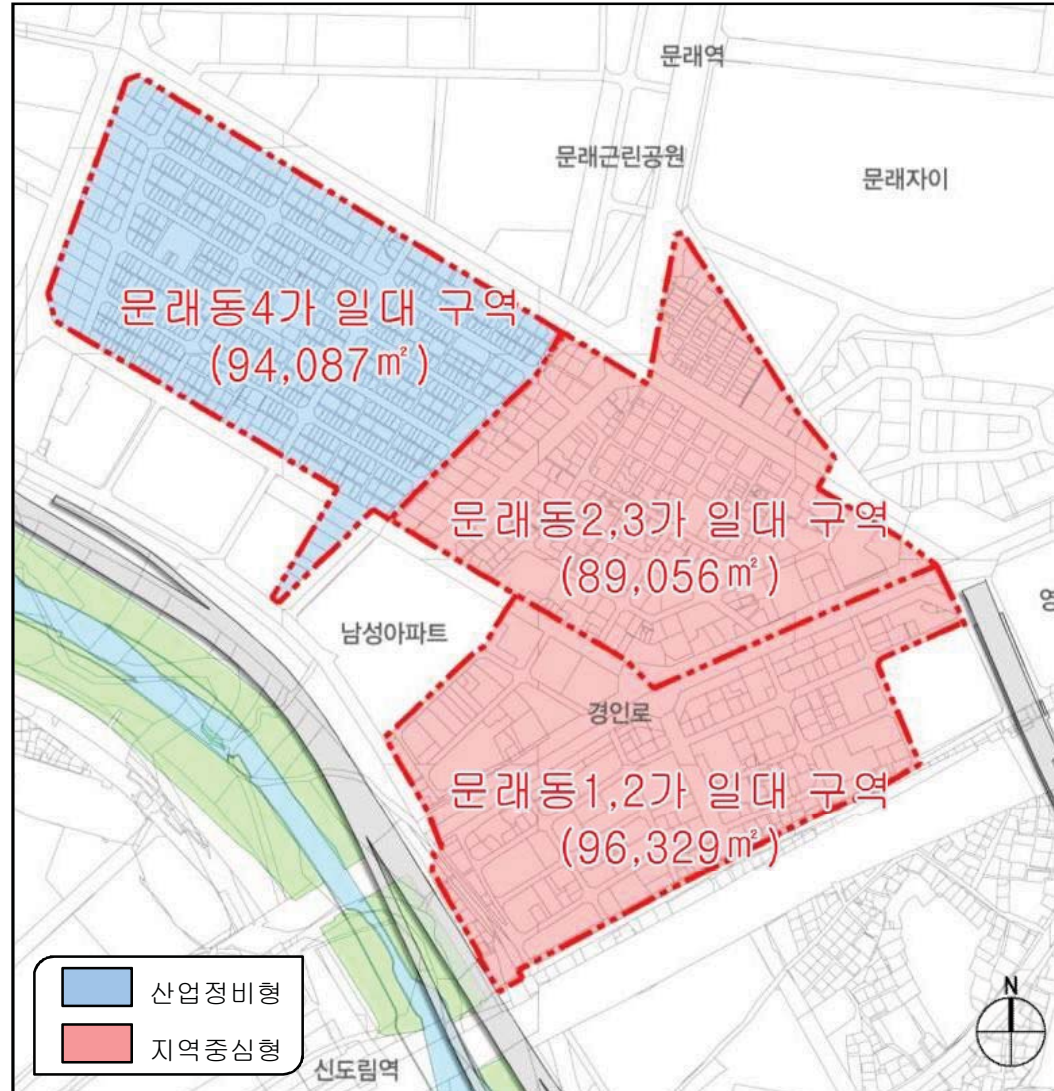 문래역
문래근린공원
문래자이
문래동4가 일대 구역
(94,087㎡)
문래동2,3가 일대 구역
(89,056㎡)
영
남성아파트
경인로
문래동1,2가 일대 구역
(96,329㎡)
산업정비형
지역중심형
신도림역
N